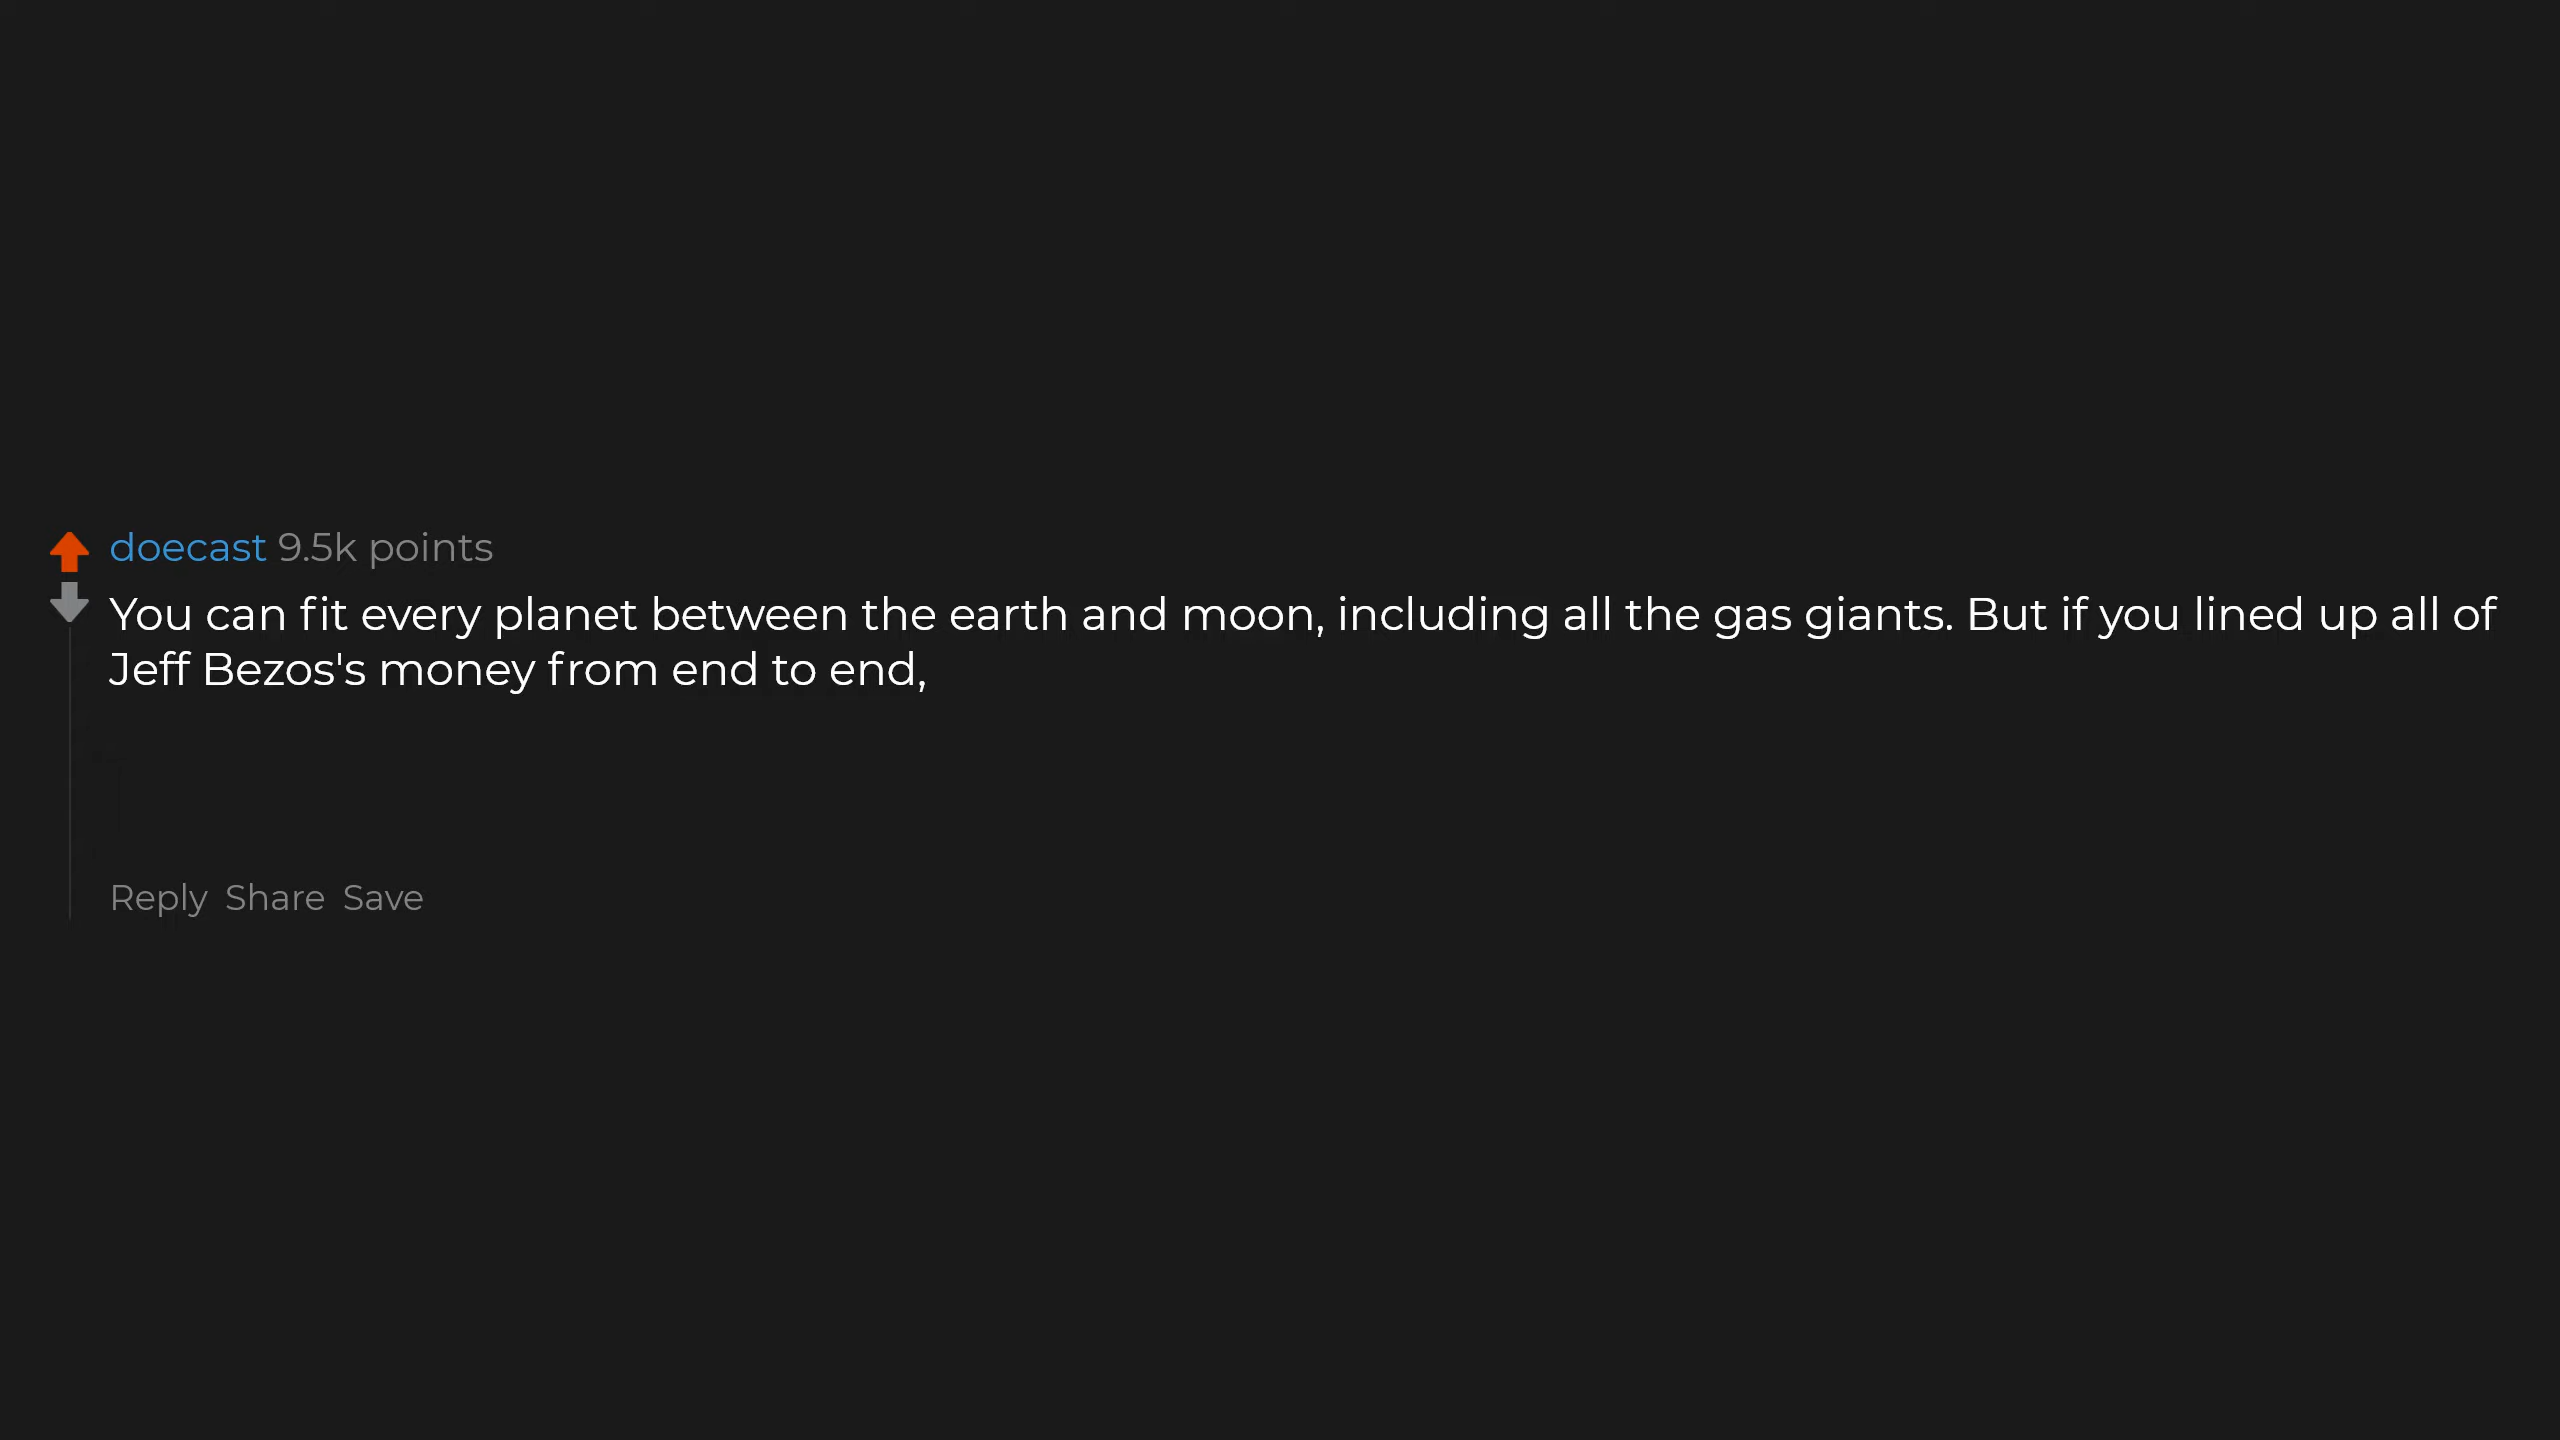 doecast 9.5k points
You can fit every planet between the earth and moon, including all the gas giants. But if you lined up all of
Jeff Bezos's money from end to end,
Reply Share Save